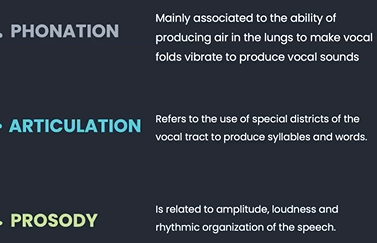 PHONATION
Mainly associated to the ability of
producing air in the lungs to make vocal
folds vibrate to produce vocal sounds
ARTICULATION
Refers to the use of special districts of the
vocal tract to produce syllables and words.
PROSODY
Is related to amplitude, loudness and
rhythmic organization of the speech.